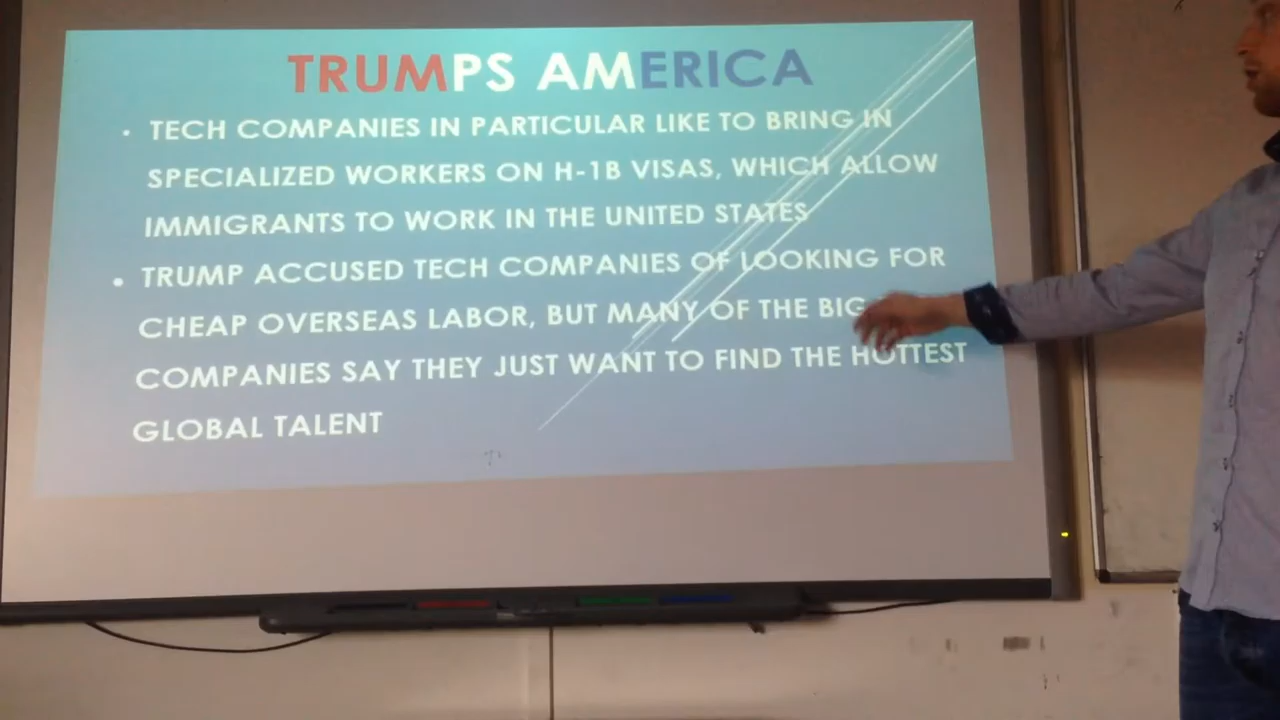 TRUMPS AMERICA
TECH COMPANIES IN PARTICULAR LIKE TO BRING IN
SPECIALIZED WORKERS ON H-1B VISAS, WHICH ALLOW
IMMIGRANTS TO WORK IN THE UNITED STATES
TRUMP ACCUSED TECH COMPANIES OF LOOKING FOR
CHEAP OVERSEAS LABOR, BUT MANY OF THE BIG
COMPANIES SAY THEY JUST WANT TO FIND THE HOTTEST
GLOBAL TALENT